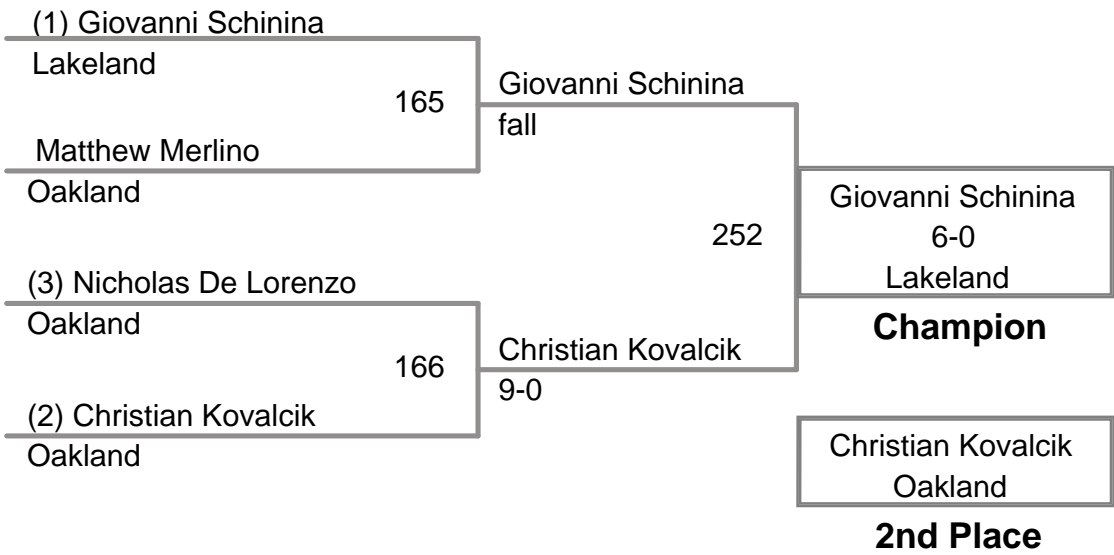 (1) Giovanni Schinina
Lakeland
165
Matthew Merlino
Oakland
(3) Nicholas De Lorenzo
Oakland
166
(2) Christian Kovalcik
Oakland
Giovanni Schinina
fall
252
Christian Kovalcik
9-0
Giovanni Schinina
6-0
Lakeland
Champion
Christian Kovalcik
Oakland
2nd Place